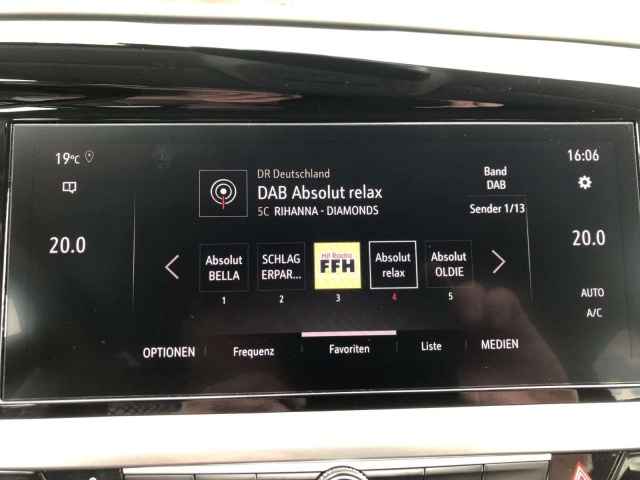 19°C
16:06
DR Deutschland
DAB Absolut relax
5C RIHANNA - DIAMONDS
Band
DAB
Sender 1/13
20.0
20.0
Absolut
BELLA
SCHLAG
ERPAR...
Hit Radio
FFH
Absolut
relax
Absolut
OLDIE
1 2 3 4 5
AUTO
A/C
OPTIONEN Frequenz Favoriten Liste MEDIEN